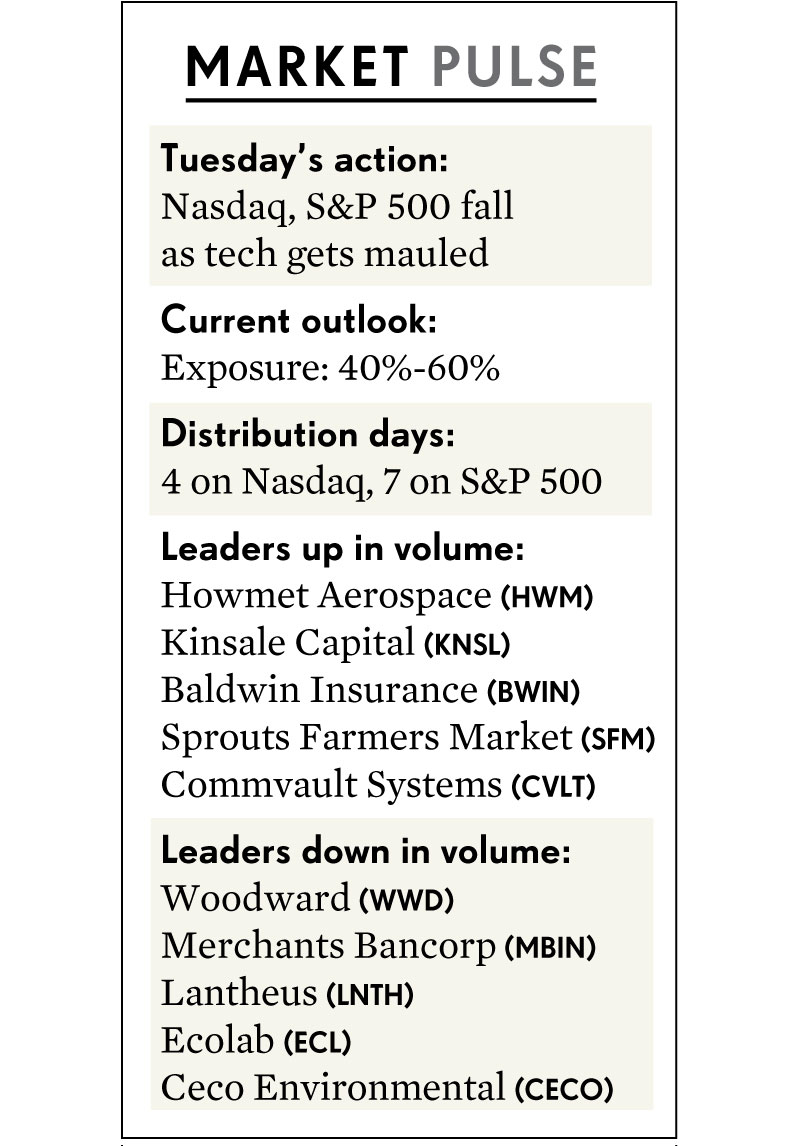 MARKET PULSE
Tuesday’s action:
Nasdaq, S&P 500 fall
as tech gets mauled
Current outlook:
Exposure: 40%-60%
Distribution days:
4 on Nasdaq, 7 on S&P 500
Leaders up in volume:
Howmet Aerospace (HWM)
Kinsale Capital (KNSL)
Baldwin Insurance (BWIN)
Sprouts Farmers Market (SFM)
Commvault Systems (CVLT)
Leaders down in volume:
Woodward (WWD)
Merchants Bancorp (MBIN)
Lantheus (LNTH)
Ecolab (ECL)
Ceco Environmental (CECO)